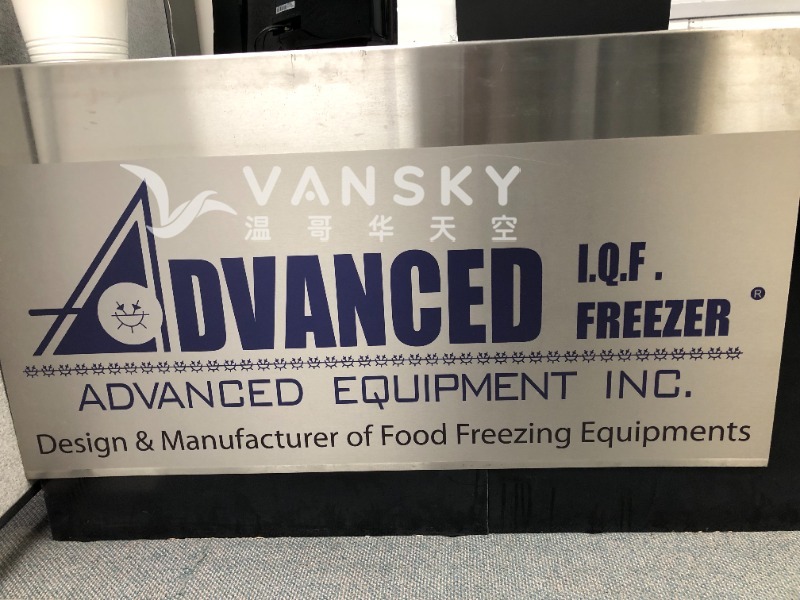 VANSKY
温哥华天空
ADVANCED I.Q.F.
FREEZER ®
ADVANCED EQUIPMENT INC.
Design & Manufacturer of Food Freezing Equipments